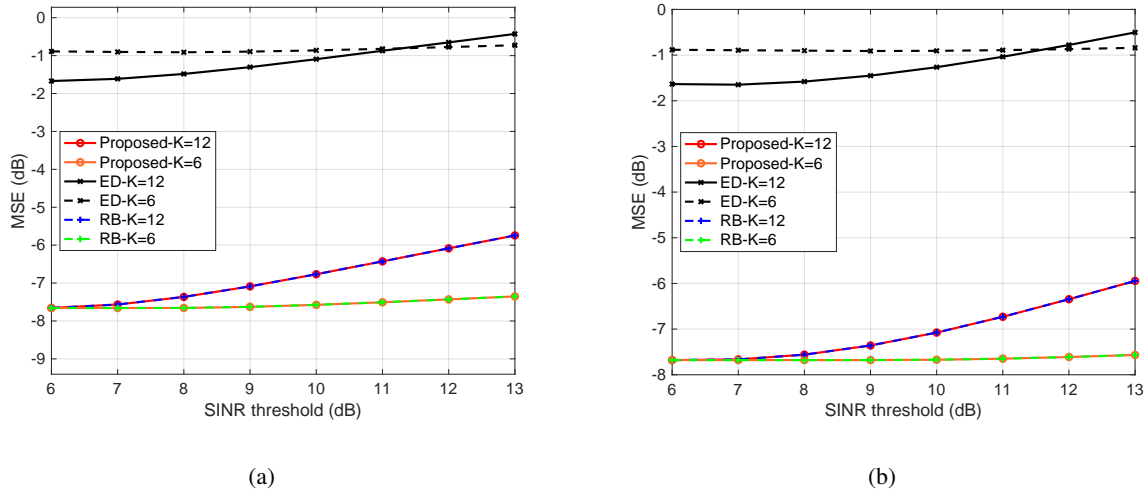 0
-1
-2
-3
-4
-5
-6
-7
-8
-9
MSE (dB)
Proposed-K=12
Proposed-K=6
ED-K=12
ED-K=6
RB-K=12
RB-K=6
6 7 8 9 10 11 12 13
SINR threshold (dB)
(a)
0
-1
-2
-3
-4
-5
-6
-7
-8
MSE (dB)
Proposed-K=12
Proposed-K=6
ED-K=12
ED-K=6
RB-K=12
RB-K=6
6 7 8 9 10 11 12 13
SINR threshold (dB)
(b)